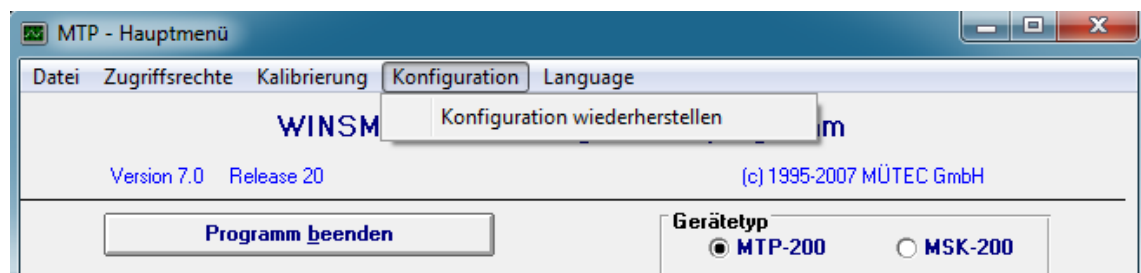 MTP - Hauptmenü
Datei Zugriffsrechte Kalibrierung Konfiguration Language
Konfiguration wiederherstellen
Version 7.0 Release 20 (c) 1995-2007 MÜTEC GmbH
Programm beenden
Gerätetyp
MTP-200 MSK-200